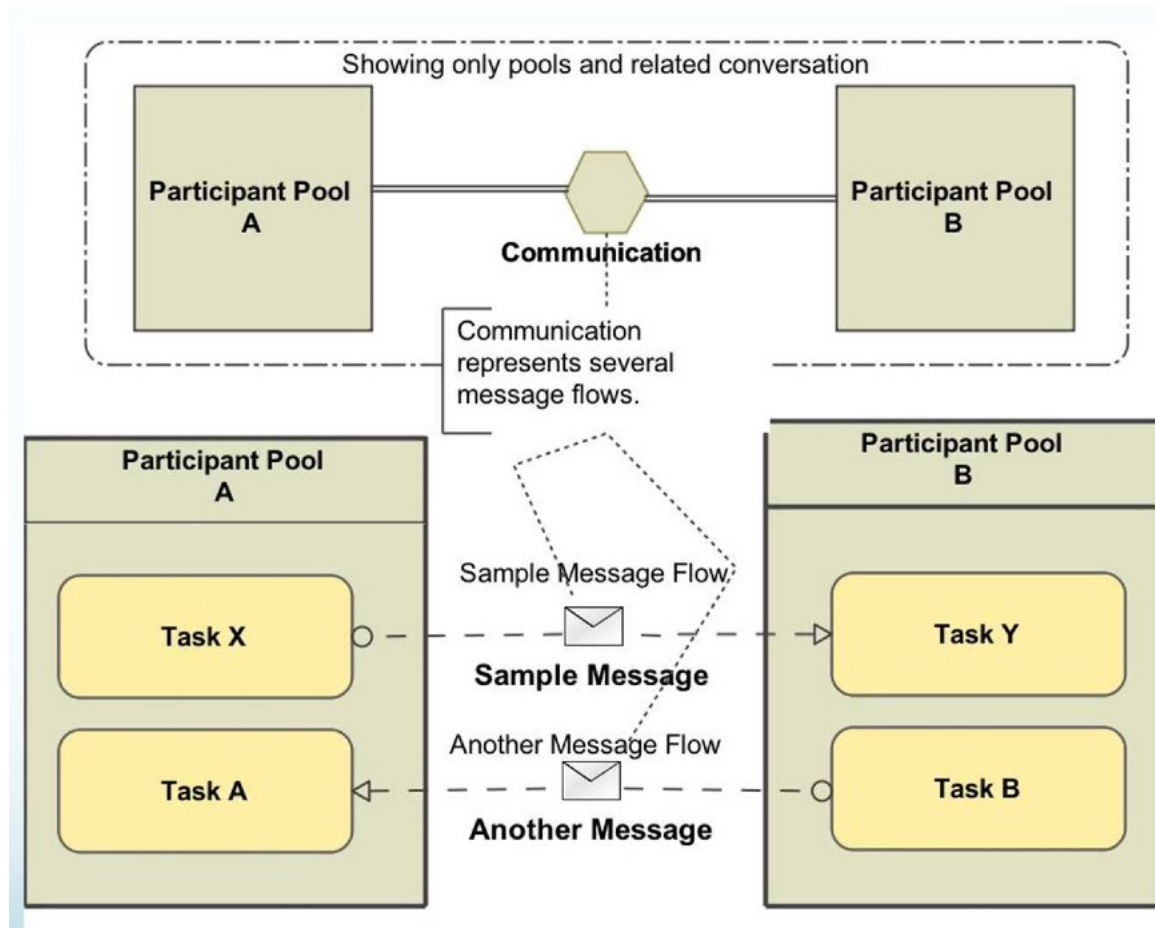 Showing only pools and related conversation
Participant Pool
A
Participant Pool
B
Communication
Communication
represents several
message flows.
Participant Pool
A
Participant Pool
B
Sample Message Flow
Task X
Task Y
Sample Message
Another Message Flow
Task A
Task B
Another Message